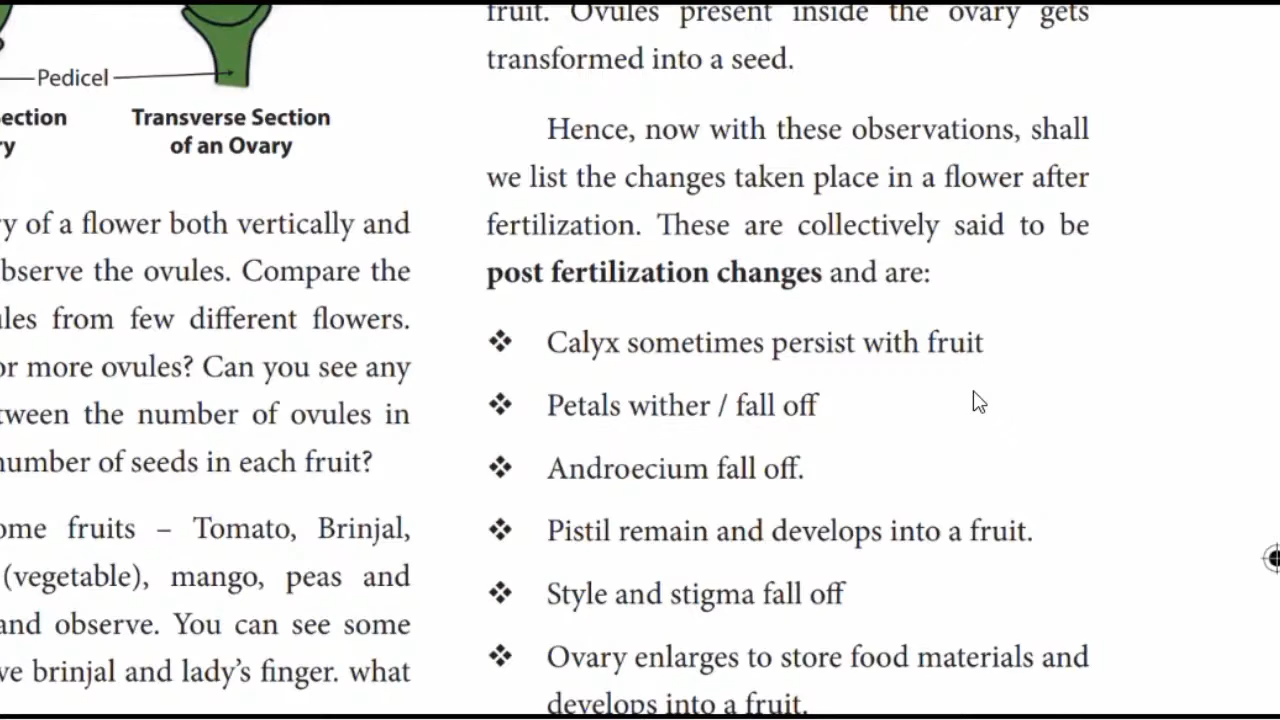 Pedicel
ection
Transverse Section
ry
of an Ovary
y of a flower both vertically and
bserve the ovules. Compare the
ules from few different flowers.
or more ovules? Can you see any
tween the number of ovules in
number of seeds in each fruit?
ome fruits – Tomato, Brinjal,
(vegetable), mango, peas and
and observe. You can see some
ve brinjal and lady's finger. what
fruit. Ovules present inside the ovary gets
transformed into a seed.
Hence, now with these observations, shall
we list the changes taken place in a flower after
fertilization. These are collectively said to be
post fertilization changes and are:
❖ Calyx sometimes persist with fruit
❖ Petals wither / fall off
❖ Androecium fall off.
❖ Pistil remain and develops into a fruit.
❖ Style and stigma fall off
❖ Ovary enlarges to store food materials and
develops into a fruit.